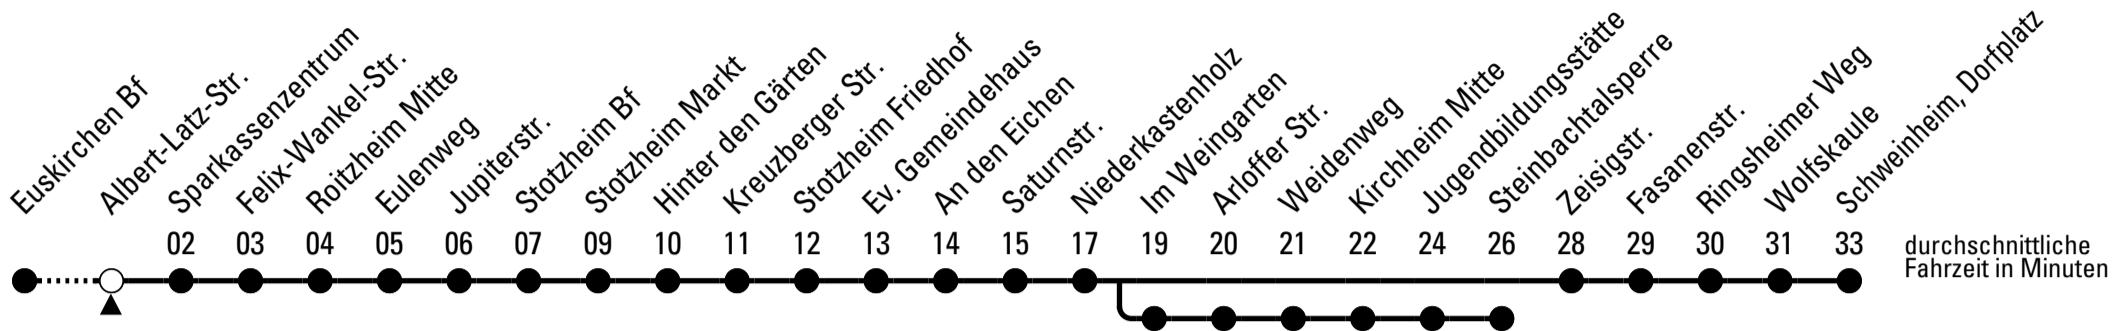 Euskirchen Bf
Albert-Latz-Str.
Sparkassenzentrum
Felix-Wankel-Str.
Roitzheim Mitte
Eulenweg
Jupiterstr.
Stotzheim Bf
Stotzheim Markt
Hinter den Gärten
Kreuzberger Str.
Stotzheim Friedhof
Ev. Gemeindehaus
An den Eichen
Saturnstr.
Niederkastenholz
Im Weingarten
Arloffer Str.
Weidenweg
Kirchheim Mitte
Jugendbildungsstätte
Steinbachtalsperre
Zeisigstr.
Fasanenstr.
Ringsheimer Weg
Wolfskaule
Schweinheim, Dorfplatz
02 03 04 05 06 07 09 10 11 12 13 14 15 17 19 20 21 22 24 26 28 29 30 31 33
durchschnittliche
Fahrzeit in Minuten